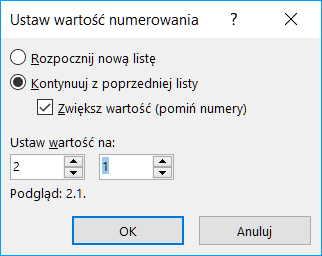 Ustaw wartość numerowania ? ×
Rozpocznij nową listę
Kontynuuj z poprzedniej listy
Zwiększ wartość (pomiń numery)
Ustaw wartość na:
2 1
Podgląd: 2.1.
OK Anuluj